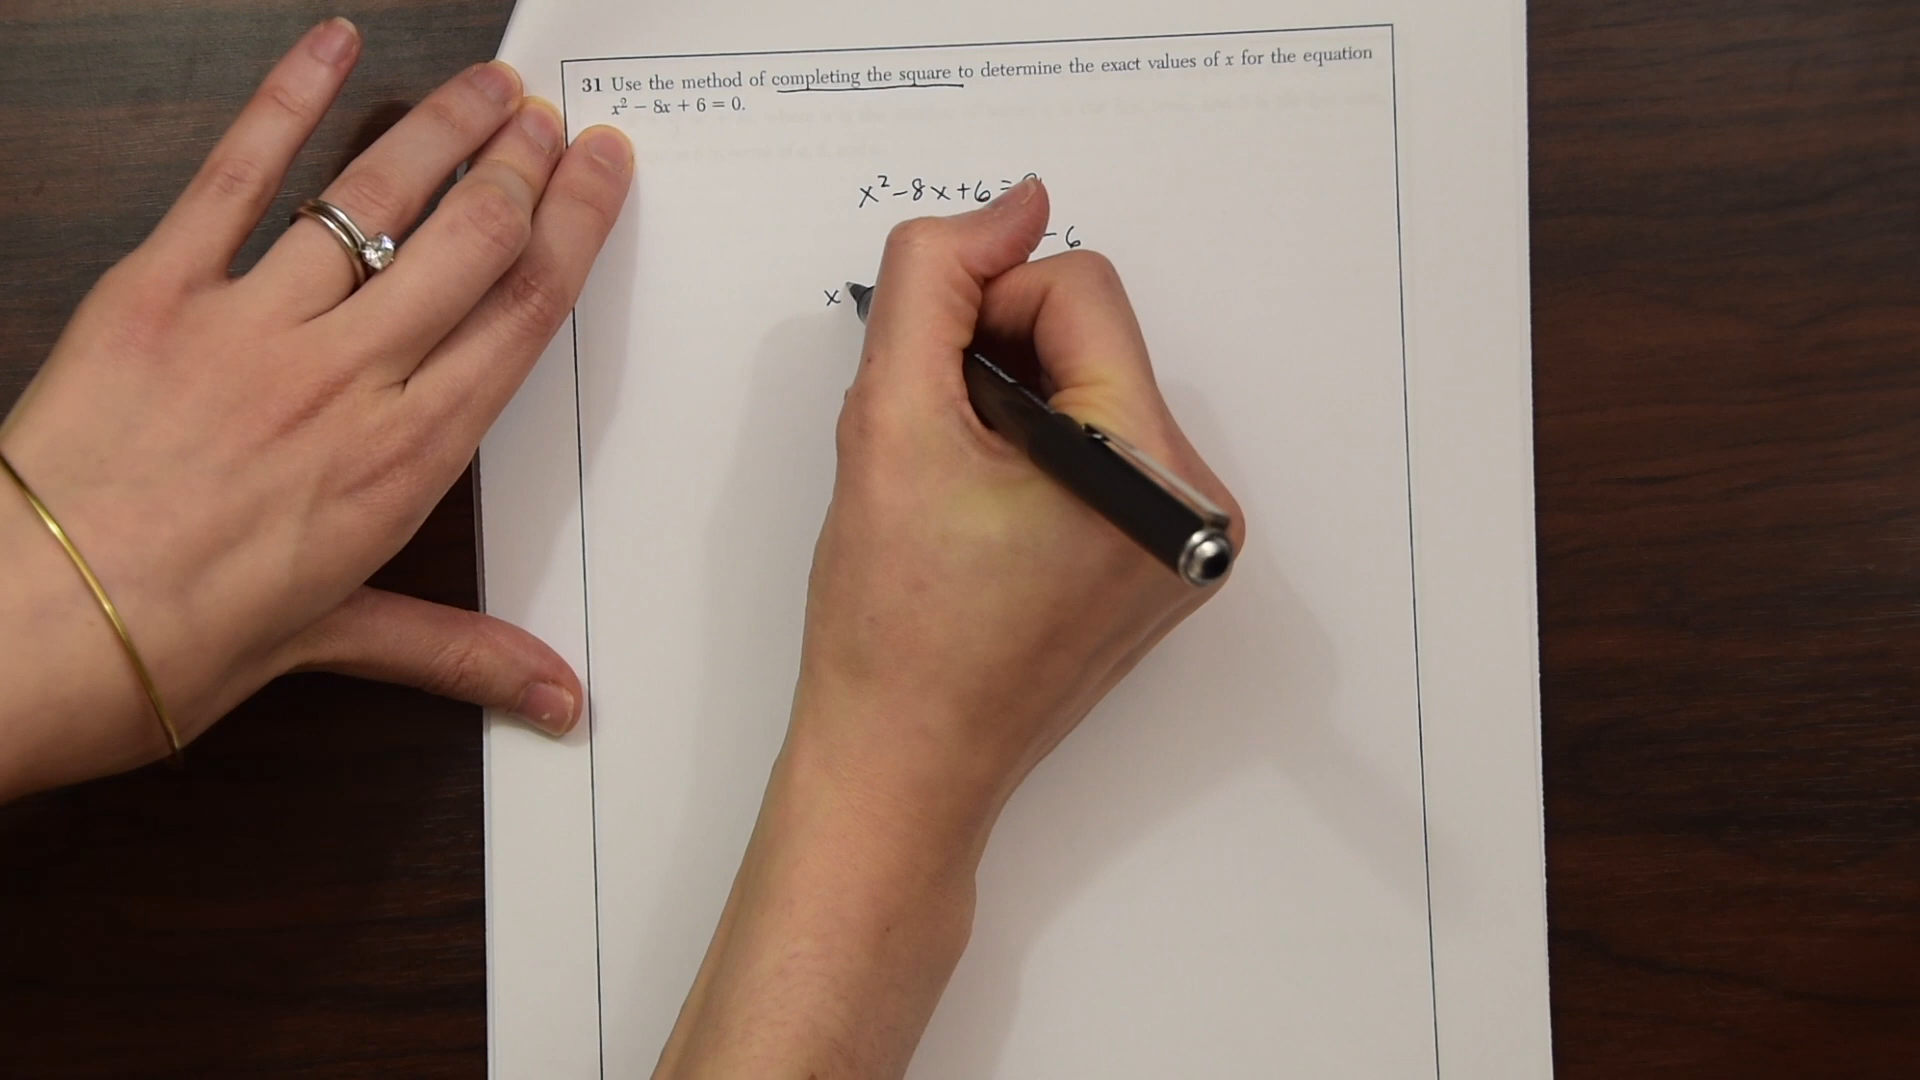 31 Use the method of completing the square to determine the exact values of x for the equation
x² − 8x + 6 = 0.
x²-8x+6=
- 6
x